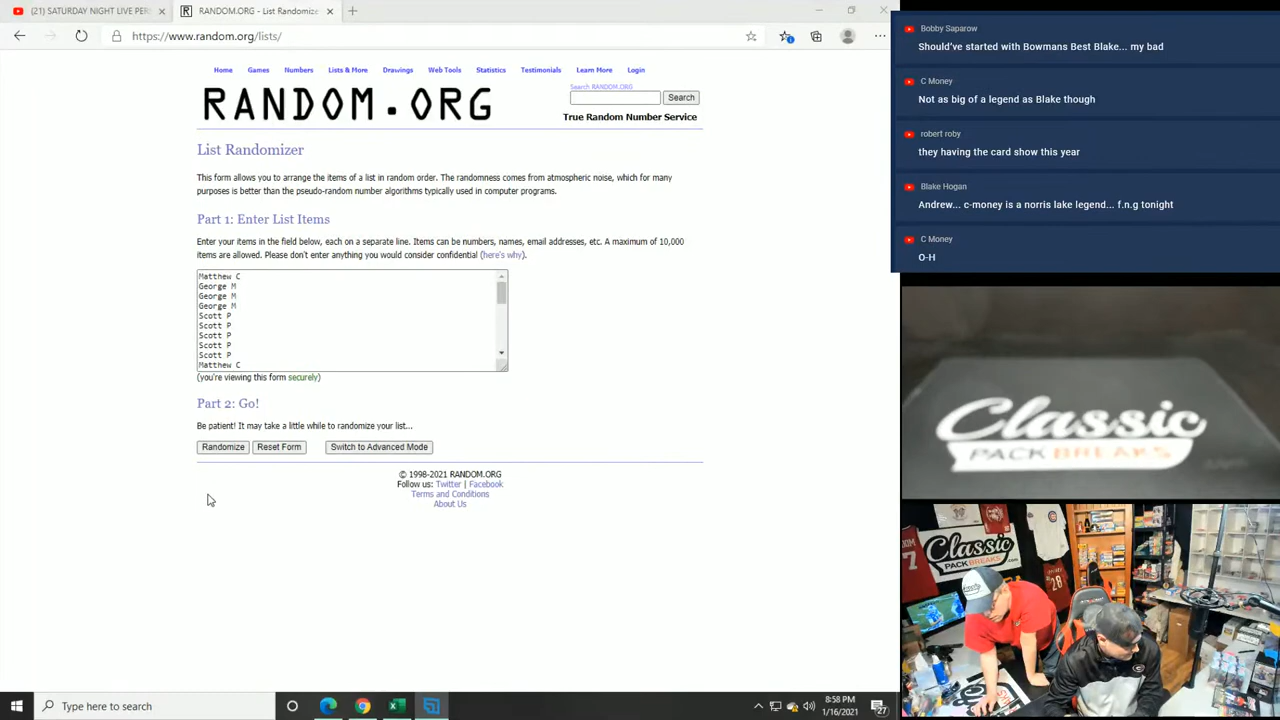 (21) SATURDAY NIGHT LIVE PER
RANDOM.ORG - List Randomizer
https://www.random.org/lists/
Home Games Numbers Lists & More Drawings Web Tools Statistics Testimonials Learn More Login
RANDOM.ORG
Search RANDOM.ORG
Search
True Random Number Service
List Randomizer
This form allows you to arrange the items of a list in random order. The randomness comes from atmospheric noise, which for many
purposes is better than the pseudo-random number algorithms typically used in computer programs.
Part 1: Enter List Items
Enter your items in the field below, each on a separate line. Items can be numbers, names, email addresses, etc. A maximum of 10,000
items are allowed. Please don't enter anything you would consider confidential (here's why).
Matthew C
George M
George M
George M
Scott P
Scott P
Scott P
Scott P
Scott P
Matthew C
(you're viewing this form securely)
Part 2: Go!
Be patient! It may take a little while to randomize your list...
Randomize Reset Form Switch to Advanced Mode
© 1998-2021 RANDOM.ORG
Follow us: Twitter | Facebook
Terms and Conditions
About Us
Type here to search
8:58 PM
1/16/2021
27
Bobby Saparow
Should've started with Bowmans Best Blake... my bad
C Money
Not as big of a legend as Blake though
robert roby
they having the card show this year
Blake Hogan
Andrew... c-money is a norris lake legend... f.n.g tonight
C Money
O-H
Classic
PACK BREAKS
Classic
PACK BREAKS
.com
7
28